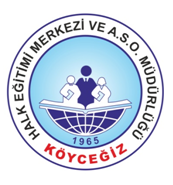 HALK EĞİTİMİ MERKEZİ VE A.S.O. MÜDÜRLÜĞÜ
1965
KÖYCEĞİZ